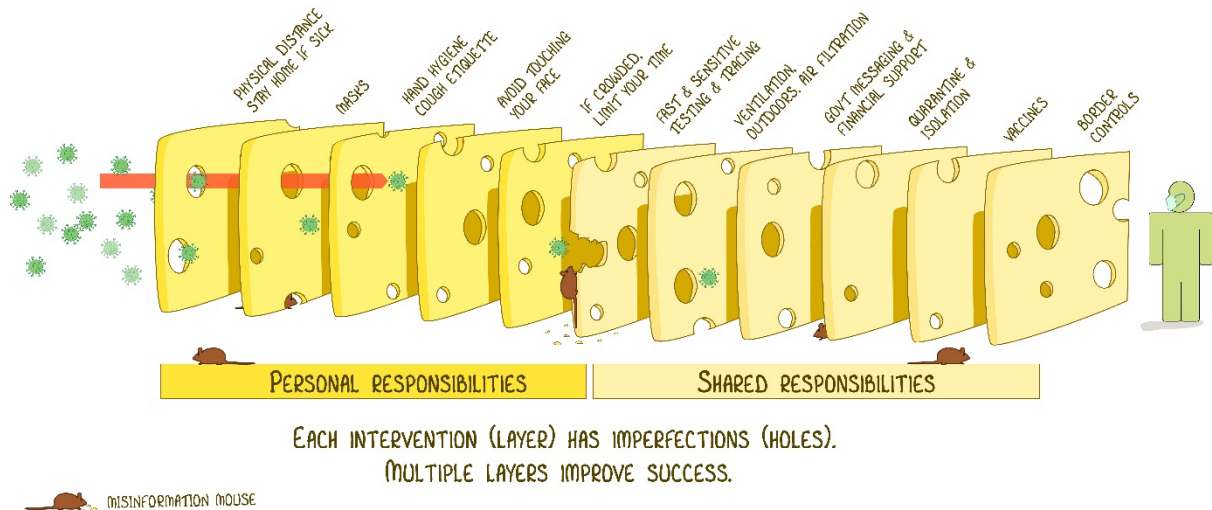 PHYSICAL DISTANCE
STAY HOME IF SICK
MASKS
HAND HYGIENE
COUGH ETIQUETTE
AVOID TOUCHING
YOUR FACE
IF CROWDED,
LIMIT YOUR TIME
FAST & SENSITIVE
TESTING & TRACING
VENTILATION,
OUTDOORS, AIR FILTRATION
GOVT MESSAGING &
FINANCIAL SUPPORT
QUARANTINE &
ISOLATION
VACCINES
BORDER
CONTROLS
PERSONAL RESPONSIBILITIES
SHARED RESPONSIBILITIES
EACH INTERVENTION (LAYER) HAS IMPERFECTIONS (HOLES).
MULTIPLE LAYERS IMPROVE SUCCESS.
MISINFORMATION MOUSE